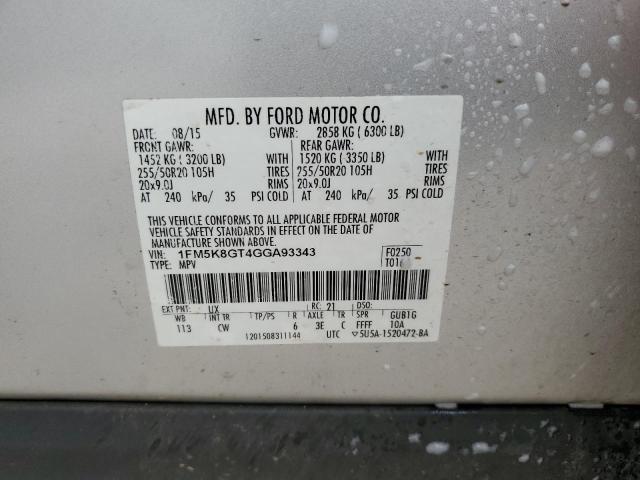 MFD. BY FORD MOTOR CO.
DATE: 08/15 GVWR: 2858 KG ( 6300 LB)
FRONT GAWR: REAR GAWR:
1452 KG ( 3200 LB) WITH 1520 KG ( 3350 LB) WITH
255/50R20 105H TIRES 255/50R20 105H TIRES
20x9.0J RIMS 20x9.0J RIMS
AT 240 kPa/ 35 PSI COLD AT 240 kPa/ 35 PSI COLD
THIS VEHICLE CONFORMS TO ALL APPLICABLE FEDERAL MOTOR
VEHICLE SAFETY STANDARDS IN EFFECT ON THE DATE OF
MANUFACTURE SHOWN ABOVE.
VIN: 1FM5K8GT4GGA93343 F0250
TYPE: MPV
EXT PNT: UX RC: 21 DSO:
WB INT TR TP/PS R AXLE TR SPR GUB1G
113 CW 6 3E C FFFF 10A
1201508311144 UTC ▽5U5A-1520472-BA